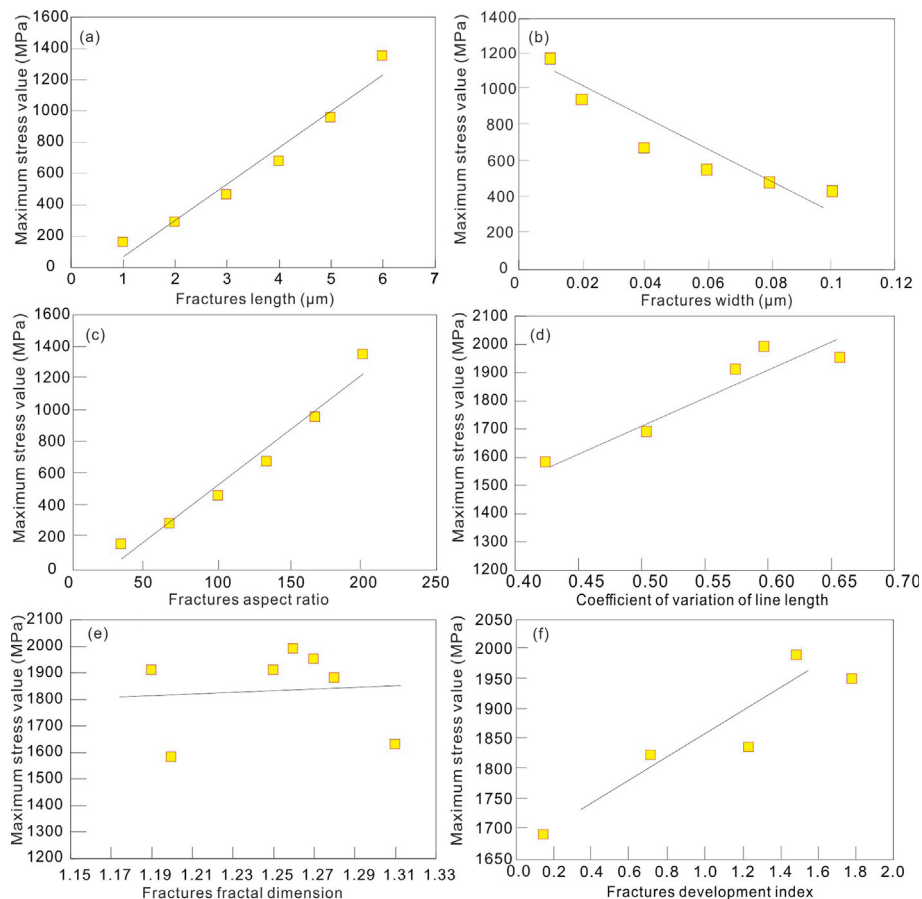 (a)
Maximum stress value (MPa)
1600
1400
1200
1000
800
600
400
200
0
0 1 2 3 4 5 6 7
Fractures length (μm)
(b)
Maximum stress value (MPa)
1400
1200
1000
800
600
400
200
0
0 0.02 0.04 0.06 0.08 0.1 0.12
Fractures width (μm)
(c)
Maximum stress value (MPa)
1600
1400
1200
1000
800
600
400
200
0
0 50 100 150 200 250
Fractures aspect ratio
(d)
Maximum stress value (MPa)
2100
2000
1900
1800
1700
1600
1500
1400
1300
1200
0.40 0.45 0.50 0.55 0.60 0.65 0.70
Coefficient of variation of line length
(e)
Maximum stress value (MPa)
2100
2000
1900
1800
1700
1600
1500
1400
1300
1200
1.15 1.17 1.19 1.21 1.23 1.25 1.27 1.29 1.31 1.33
Fractures fractal dimension
(f)
Maximum stress value (MPa)
2050
2000
1950
1900
1850
1800
1750
1700
1650
0.0 0.2 0.4 0.6 0.8 1.0 1.2 1.4 1.6 1.8 2.0
Fractures development index